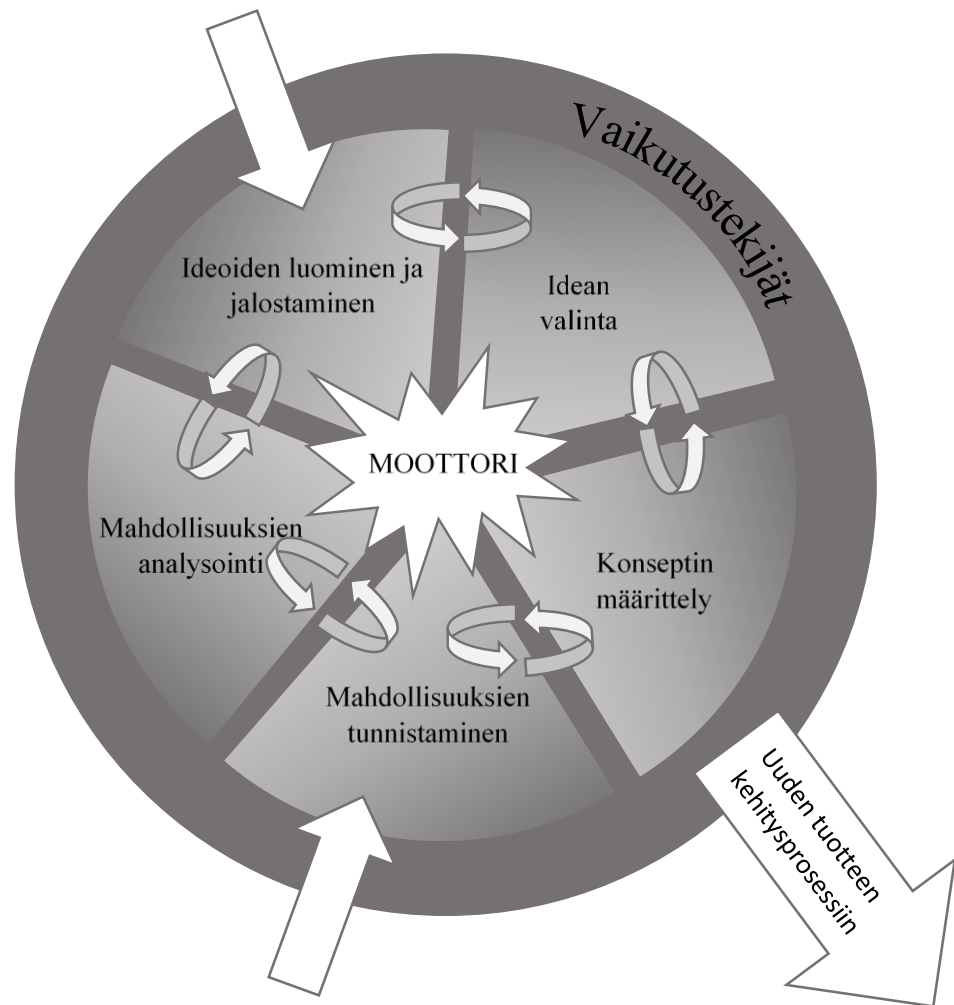 Vaikutustekijät
Ideoiden luominen ja
jalostaminen
Idean
valinta
MOOTTORI
Mahdollisuuksien
analysointi
Konseptin
määrittely
Mahdollisuuksien
tunnistaminen
Uuden tuotteen
kehitysprosessiin